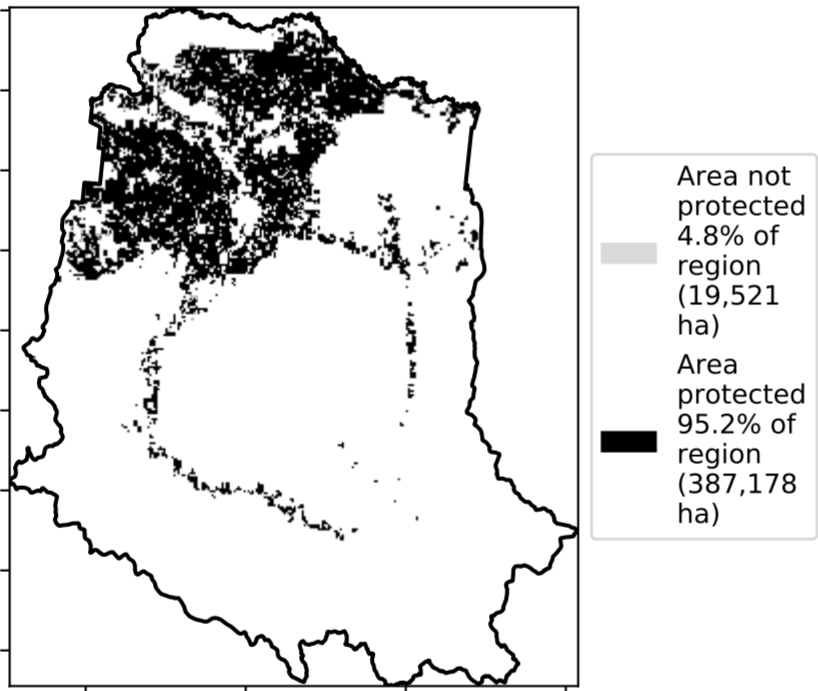 Area not
protected
4.8% of
region
(19,521
ha)
Area
protected
95.2% of
region
(387,178
ha)